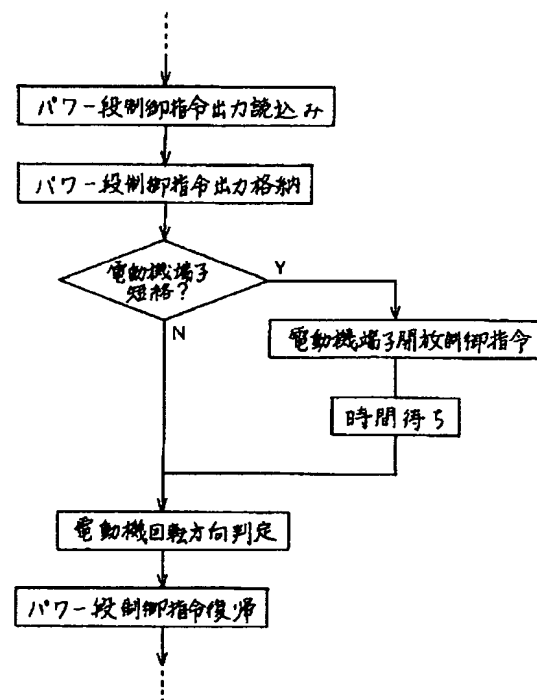 パワー段制御指令出力読込み
パワー段制御指令出力格納
電動機端子
短絡？
Y
N
電動機端子開放制御指令
時間待ち
電動機回転方向判定
パワー段制御指令復帰